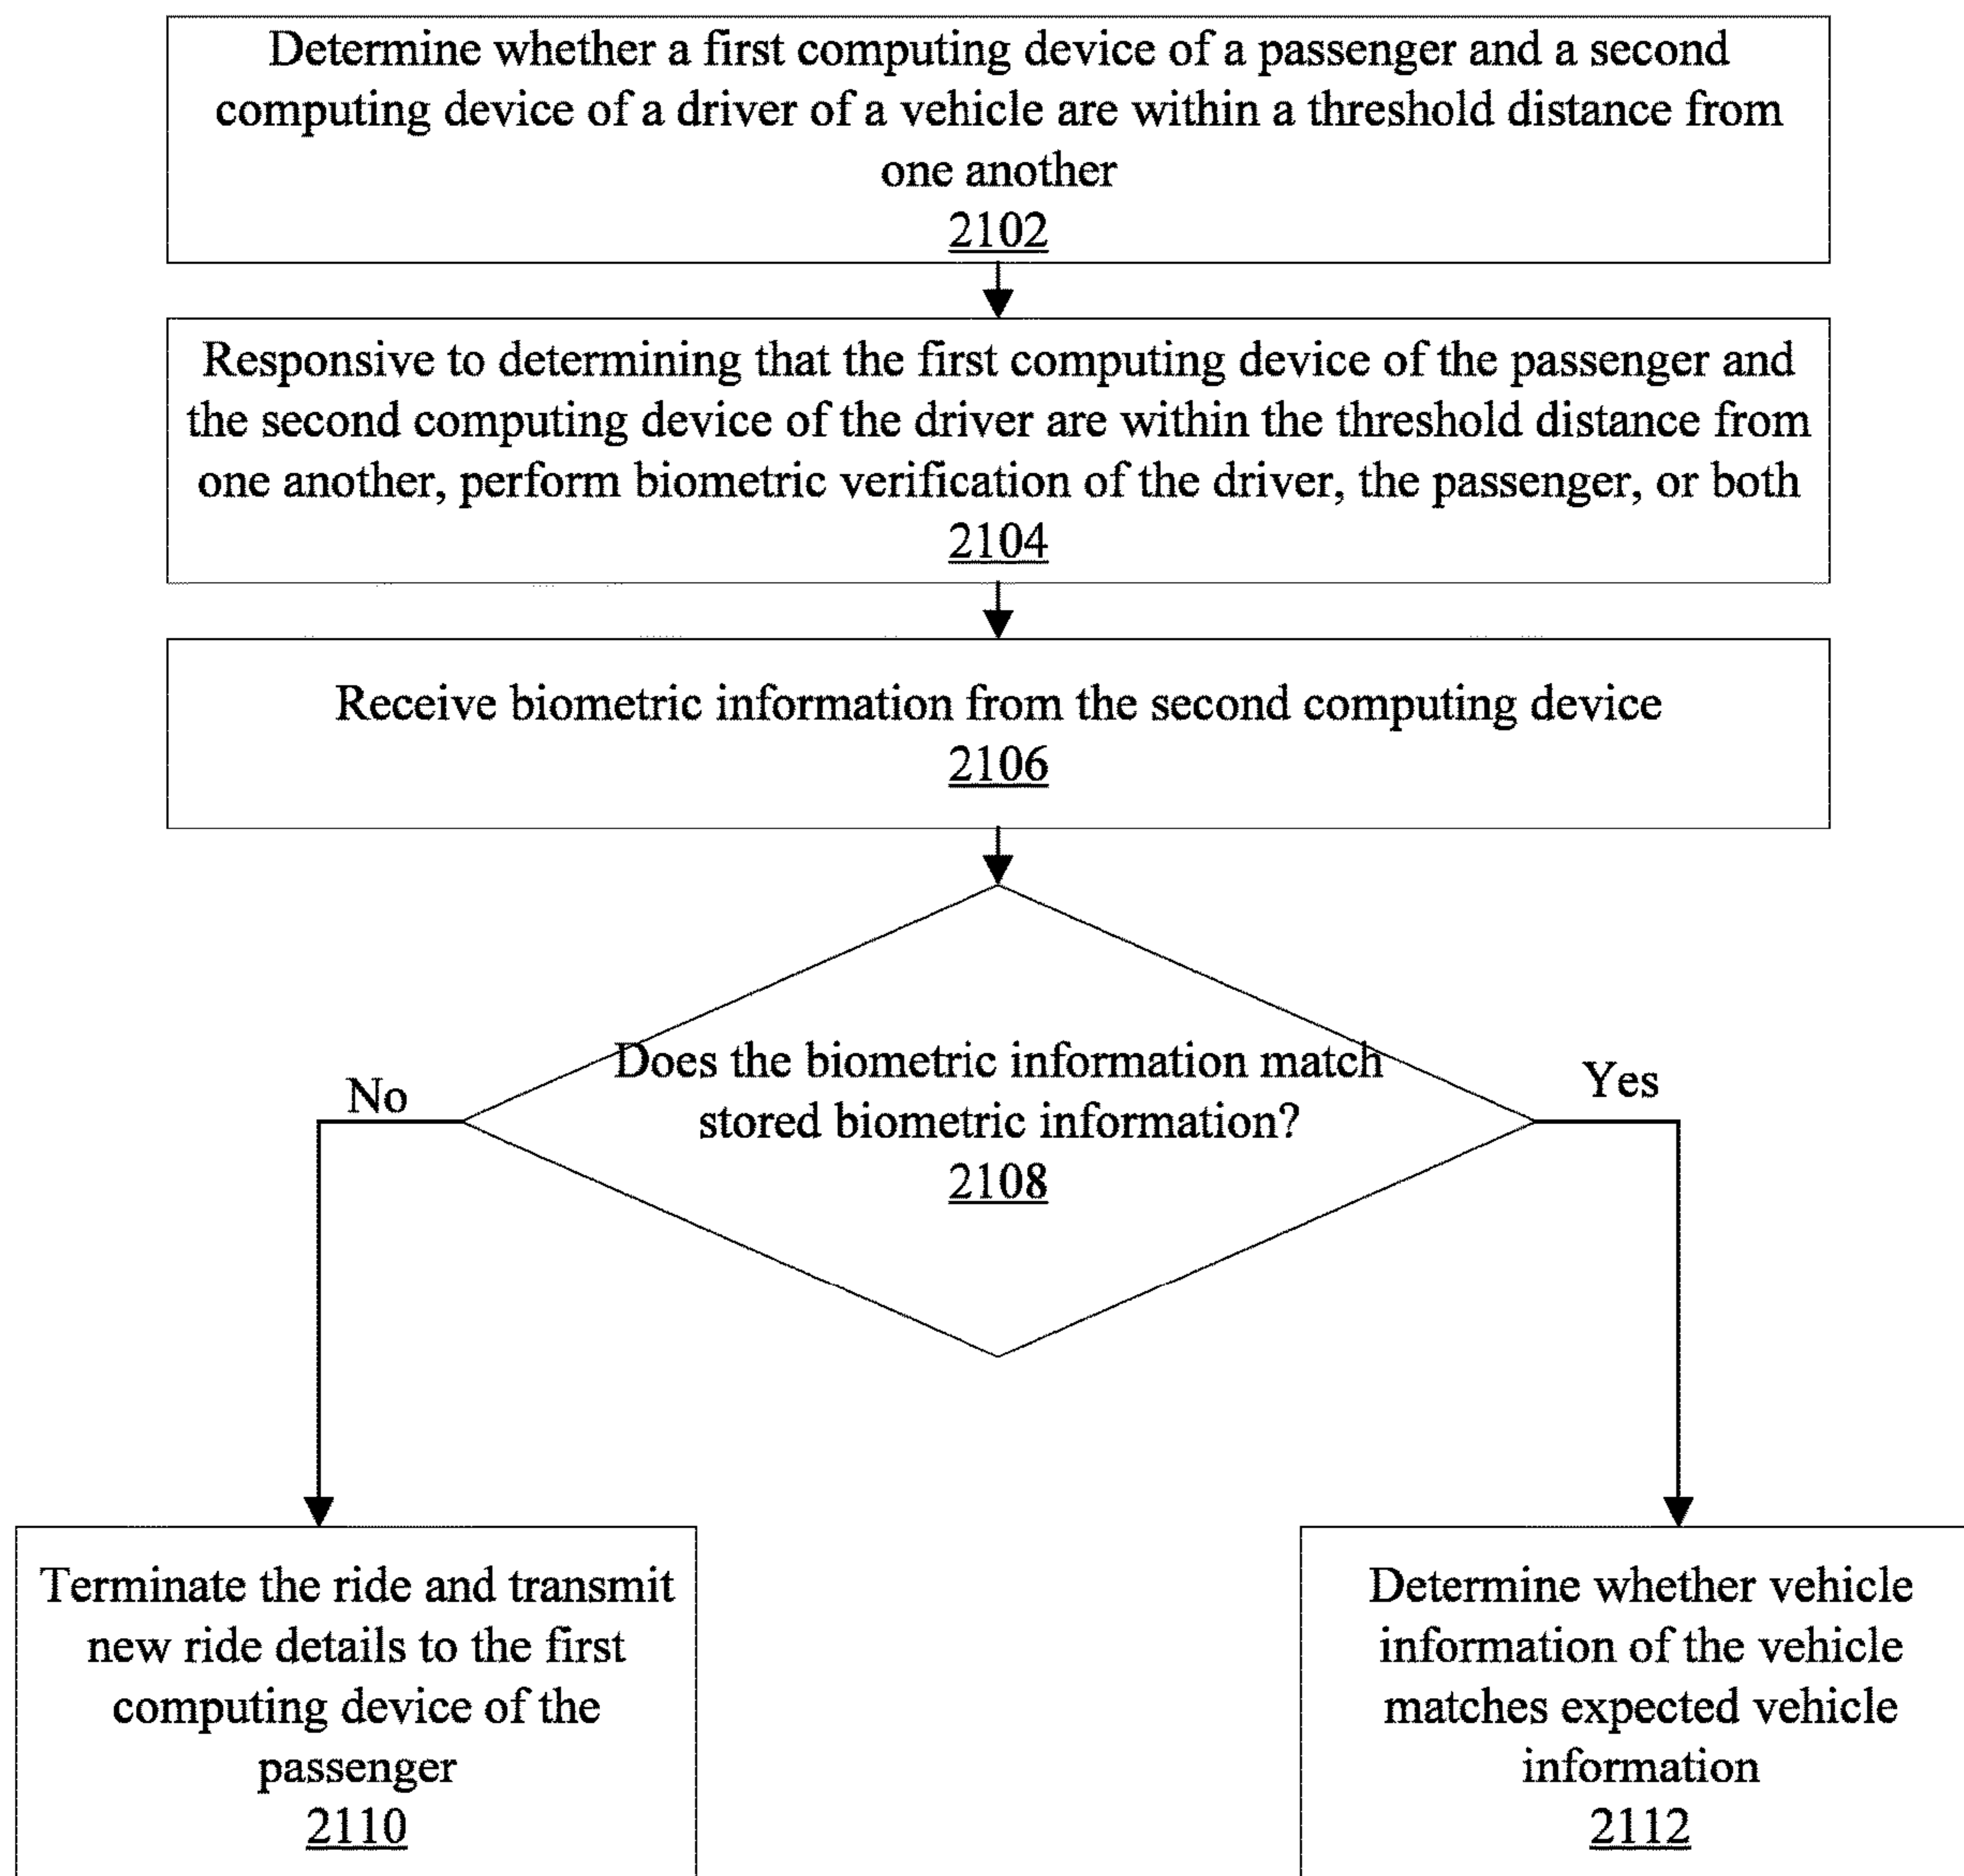 Determine whether a first computing device of a passenger and a second
computing device of a driver of a vehicle are within a threshold distance from
one another
2102
Responsive to determining that the first computing device of the passenger and
the second computing device of the driver are within the threshold distance from
one another, perform biometric verification of the driver, the passenger, or both
2104
Receive biometric information from the second computing device
2106
Does the biometric information match
stored biometric information?
2108
No
Yes
Terminate the ride and transmit
new ride details to the first
computing device of the
passenger
2110
Determine whether vehicle
information of the vehicle
matches expected vehicle
information
2112